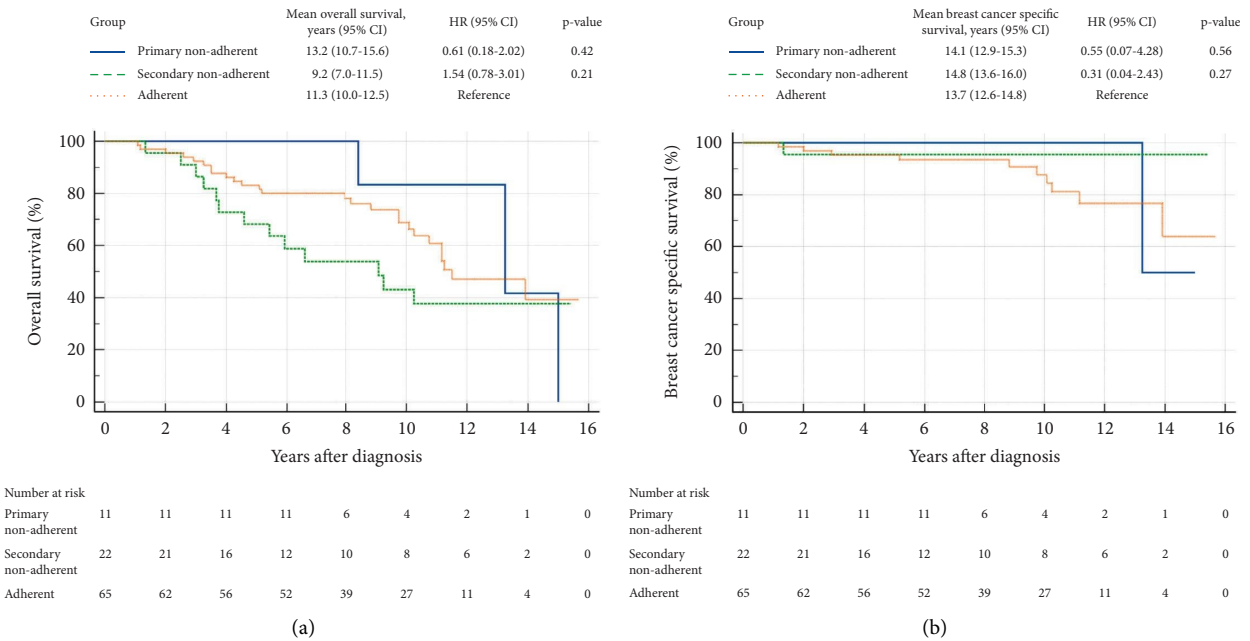 Group Mean overall survival, years (95% CI) HR (95% CI) p-value
Primary non-adherent 13.2 (10.7-15.6) 0.61 (0.18-2.02) 0.42
Secondary non-adherent 9.2 (7.0-11.5) 1.54 (0.78-3.01) 0.21
Adherent 11.3 (10.0-12.5) Reference
Overall survival (%)
100
80
60
40
20
0
0 2 4 6 8 10 12 14 16
Years after diagnosis
Number at risk
Primary non-adherent 11 11 11 11 6 4 2 1 0
Secondary non-adherent 22 21 16 12 10 8 6 2 0
Adherent 65 62 56 52 39 27 11 4 0
(a)
Group Mean breast cancer specific survival, years (95% CI) HR (95% CI) p-value
Primary non-adherent 14.1 (12.9-15.3) 0.55 (0.07-4.28) 0.56
Secondary non-adherent 14.8 (13.6-16.0) 0.31 (0.04-2.43) 0.27
Adherent 13.7 (12.6-14.8) Reference
Breast cancer specific survival (%)
100
80
60
40
20
0
0 2 4 6 8 10 12 14 16
Years after diagnosis
Number at risk
Primary non-adherent 11 11 11 11 6 4 2 1 0
Secondary non-adherent 22 21 16 12 10 8 6 2 0
Adherent 65 62 56 52 39 27 11 4 0
(b)